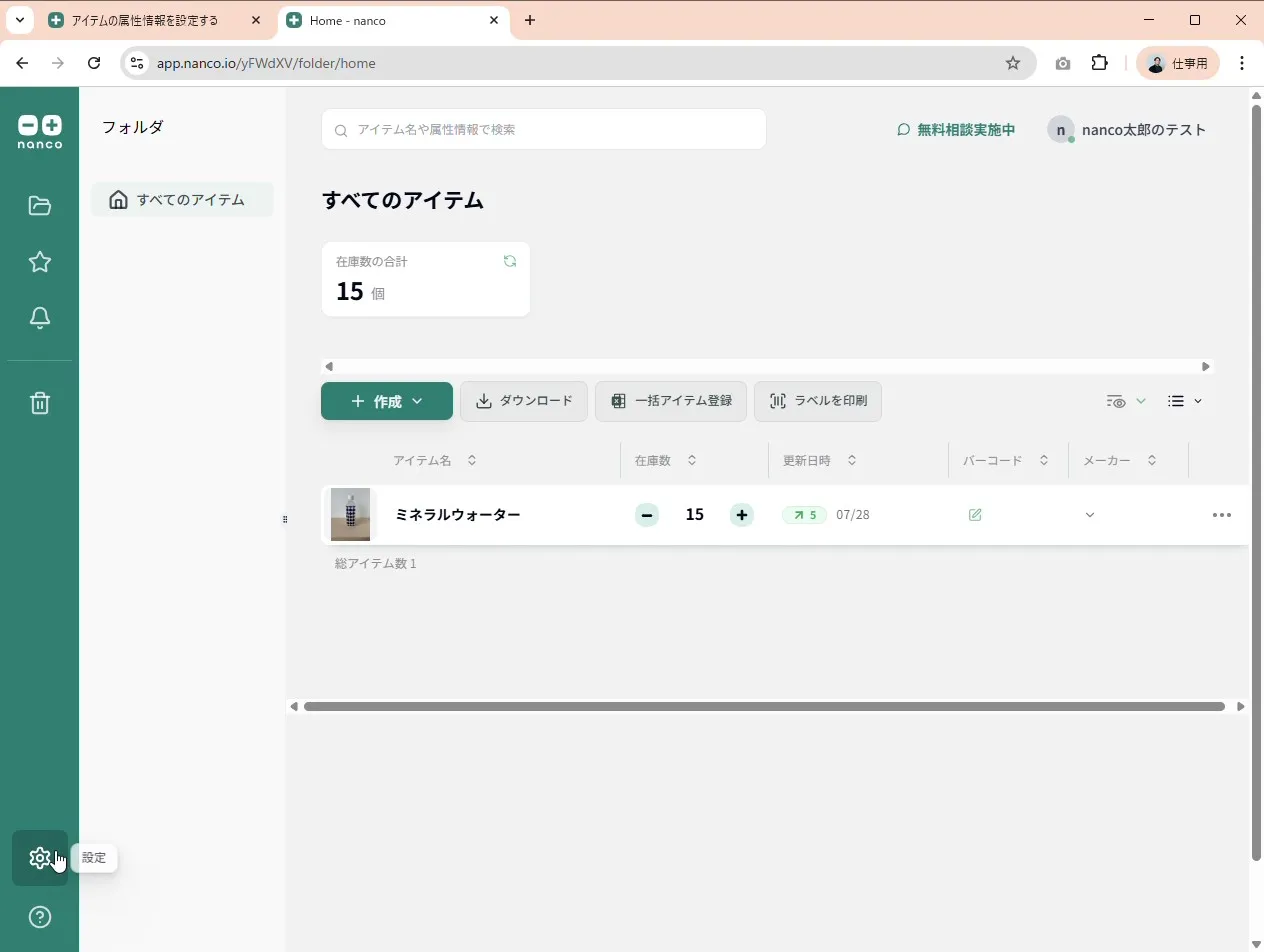 アイテムの属性情報を設定する
Home - nanco
app.nanco.io/yFWdXV/folder/home
仕事用
nanco
フォルダ
すべてのアイテム
アイテム名や属性情報で検索
無料相談実施中
n
nanco太郎のテスト
すべてのアイテム
在庫数の合計
15 個
作成
ダウンロード
一括アイテム登録
ラベルを印刷
アイテム名
在庫数
更新日時
バーコード
メーカー
ミネラルウォーター
15
5
07/28
総アイテム数 1
設定